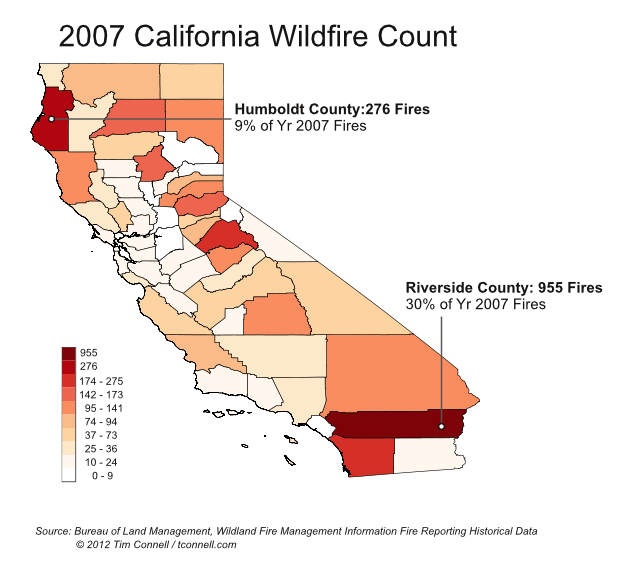 2007 California Wildfire Count
Humboldt County:276 Fires
9% of Yr 2007 Fires
Riverside County: 955 Fires
30% of Yr 2007 Fires
955
276
174 - 275
142 - 173
95 - 141
74 - 94
37 - 73
25 - 36
10 - 24
0 - 9
Source: Bureau of Land Management, Wildland Fire Management Information Fire Reporting Historical Data
© 2012 Tim Connell / tconnell.com